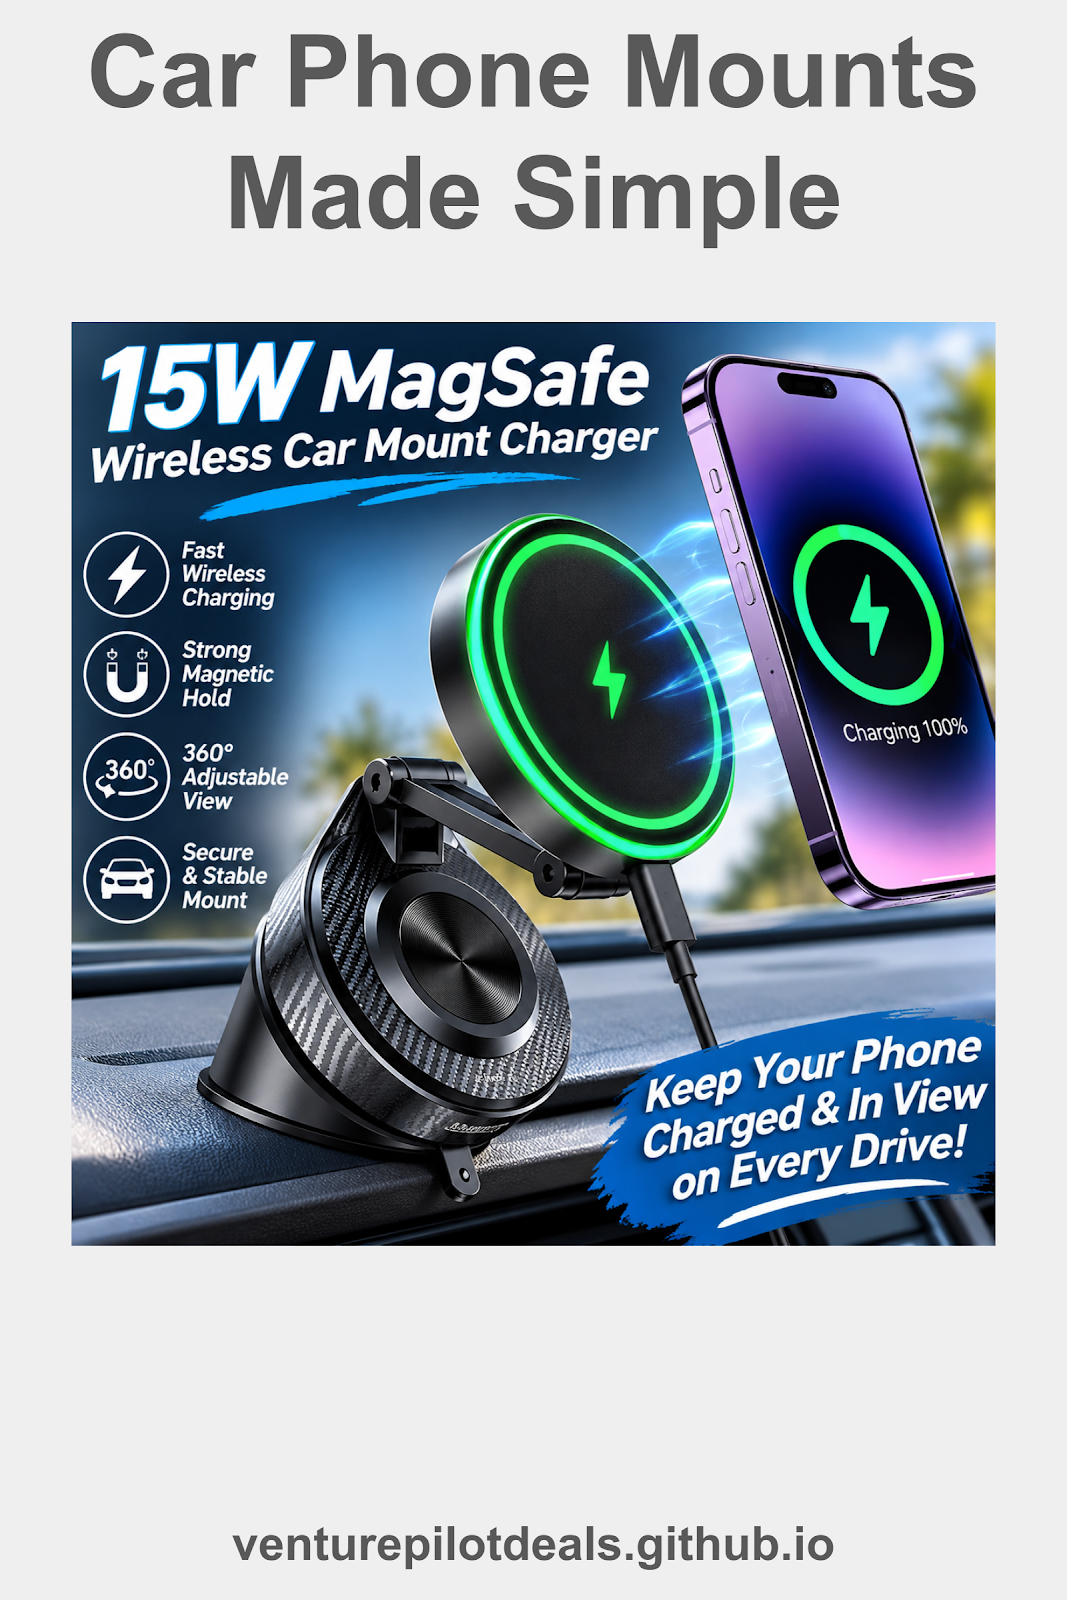 Car Phone Mounts
Made Simple
15W MagSafe
Wireless Car Mount Charger
Fast
Wireless
Charging
Strong
Magnetic
Hold
360°
360°
Adjustable
View
Secure
& Stable
Mount
Charging 100%
Keep Your Phone
Charged & In View
on Every Drive!
venturepilotdeals.github.io